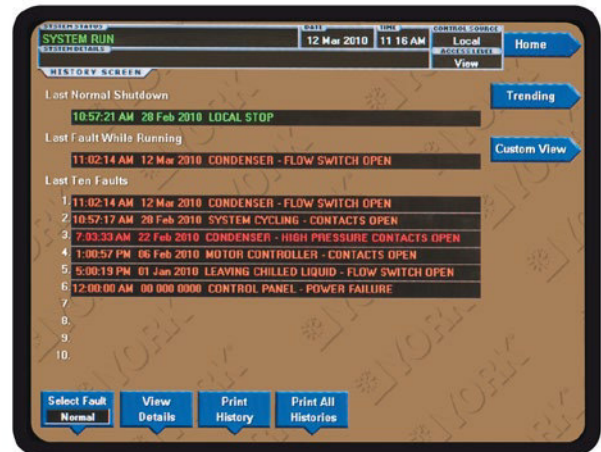 SYSTEM STATUS
SYSTEM RUN
SYSTEM DETAILS
DATE
12 Mar 2010
TIME
11 16 AM
CONTROL SOURCE
Local
ACCESS LEVEL
View
Home
HISTORY SCREEN
Trending
Custom View
Last Normal Shutdown
10:57:21 AM 28 Feb 2010 LOCAL STOP
Last Fault While Running
11:02:14 AM 12 Mar 2010 CONDENSER - FLOW SWITCH OPEN
Last Ten Faults
1. 11:02:14 AM 12 Mar 2010 CONDENSER - FLOW SWITCH OPEN
2. 10:57:17 AM 28 Feb 2010 SYSTEM CYCLING - CONTACTS OPEN
3. 7:03:33 AM 22 Feb 2010 CONDENSER - HIGH PRESSURE CONTACTS OPEN
4. 1:00:57 PM 06 Feb 2010 MOTOR CONTROLLER - CONTACTS OPEN
5. 5:00:19 PM 01 Jan 2010 LEAVING CHILLED LIQUID - FLOW SWITCH OPEN
6. 12:00:00 AM 00 000 0000 CONTROL PANEL - POWER FAILURE
7.
8.
9.
10.
Select Fault
Normal
View Details
Print History
Print All Histories
YORK
YORK
YORK
YORK
YORK